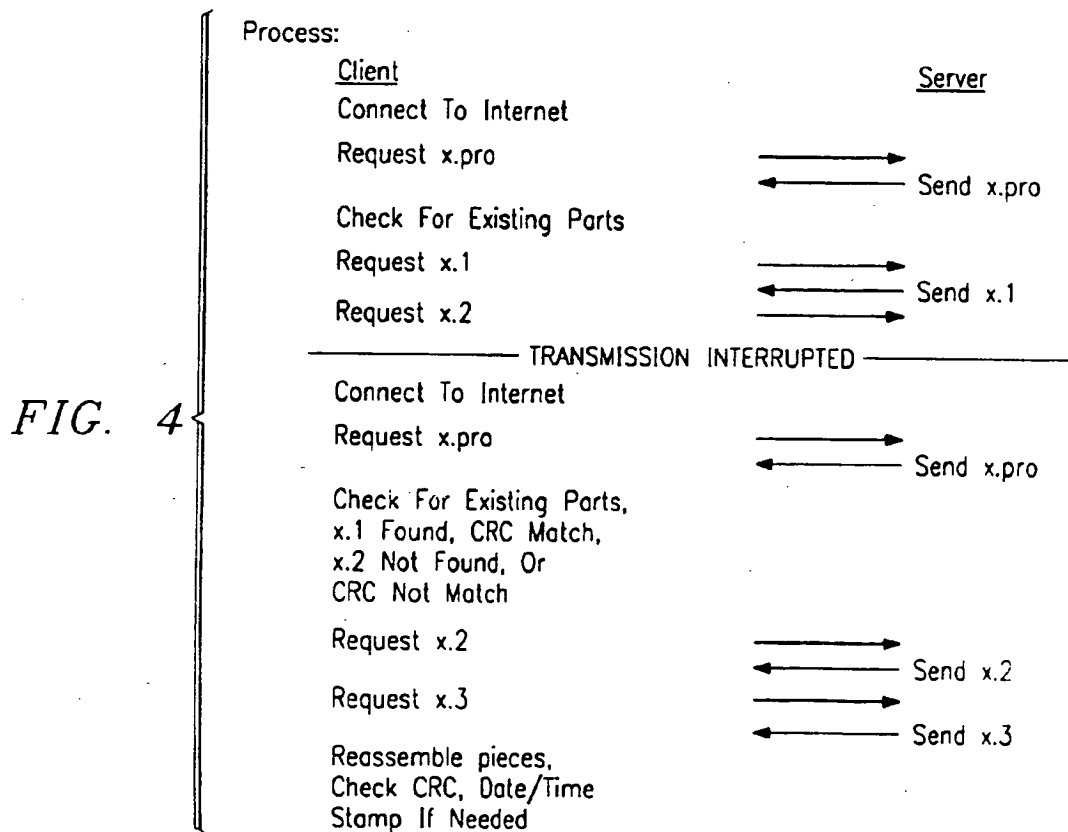 Process:
Client
Server
Connect To Internet
Request x.pro
Send x.pro
Check For Existing Parts
Request x.1
Send x.1
Request x.2
TRANSMISSION INTERRUPTED
Connect To Internet
FIG. 4
Request x.pro
Send x.pro
Check For Existing Parts,
x.1 Found, CRC Match,
x.2 Not Found, Or
CRC Not Match
Request x.2
Send x.2
Request x.3
Send x.3
Reassemble pieces,
Check CRC, Date/Time
Stamp If Needed